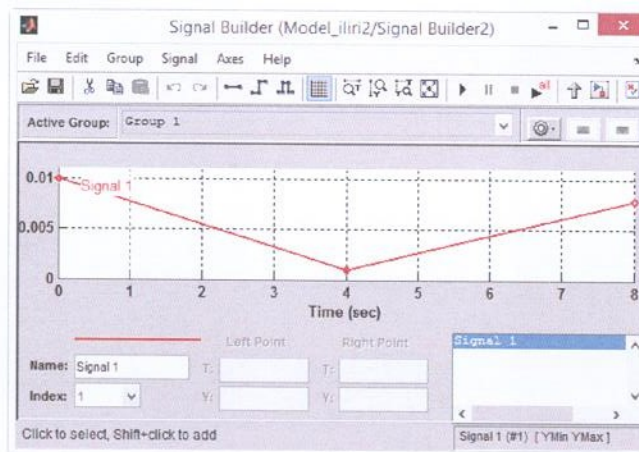 Signal Builder (Model_iliri2/Signal Builder2)
File Edit Group Signal Axes Help
Active Group: Group 1
0.01
Signal 1
0.005
0
0 1 2 3 4 5 6 7 8
Time (sec)
Left Point Right Point
Name: Signal 1 T: T:
Index: 1 Y: Y:
Signal 1
Click to select, Shift+click to add
Signal 1 (#1) [ YMin YMax ]